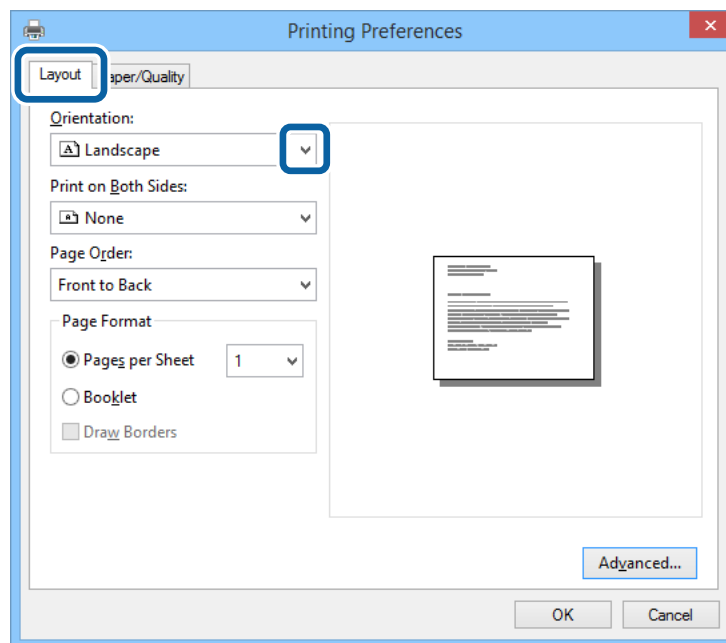 Printing Preferences
Layout
aper/Quality
Orientation:
A Landscape
Print on Both Sides:
None
Page Order:
Front to Back
Page Format
Pages per Sheet 1
Booklet
Draw Borders
Advanced...
OK Cancel